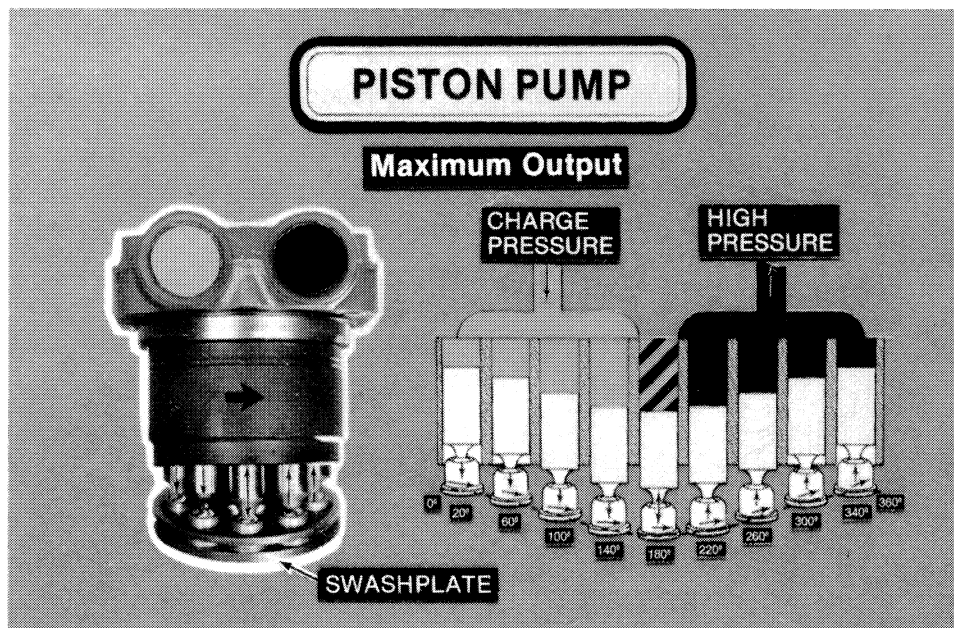 PISTON PUMP
Maximum Output
CHARGE
PRESSURE
HIGH
PRESSURE
0° 20° 60° 100° 140° 180° 220° 260° 300° 340° 360°
SWASHPLATE